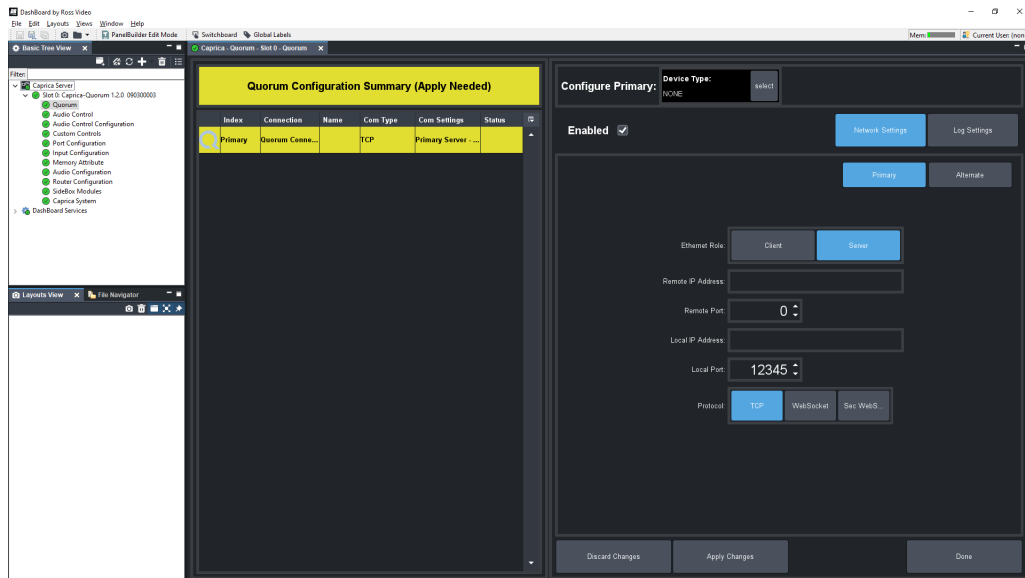 DashBoard by Ross Video
File Edit Layouts Views Window Help
PanelBuilder Edit Mode Switchboard Global Labels Mem: Current User: (non
Basic Tree View
Caprica - Quorum - Slot 0 - Quorum
Filter:
Caprica Server
Slot 0: Caprica-Quorum 1.2.0 090300003
Quorum
Audio Control
Audio Control Configuration
Custom Controls
Port Configuration
Input Configuration
Memory Attribute
Audio Configuration
Router Configuration
SideBox Modules
Caprica System
DashBoard Services
Layouts View File Navigator
Quorum Configuration Summary (Apply Needed)
Index Connection Name Com Type Com Settings Status
Primary Quorum Conne... TCP Primary Server - ...
Configure Primary:
Device Type:
NONE
select
Enabled
Network Settings Log Settings
Primary Alternate
Ethernet Role: Client Server
Remote IP Address:
Remote Port: 0
Local IP Address:
Local Port: 12345
Protocol: TCP WebSocket Sec WebS...
Discard Changes Apply Changes Done